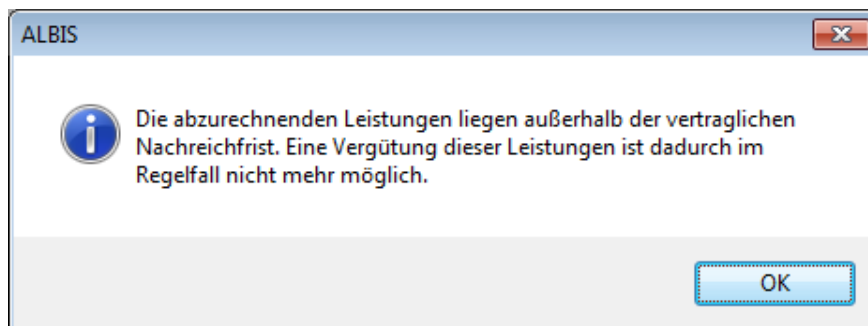 ALBIS
Die abzurechnenden Leistungen liegen außerhalb der vertraglichen
Nachreichfrist. Eine Vergütung dieser Leistungen ist dadurch im
Regelfall nicht mehr möglich.
OK